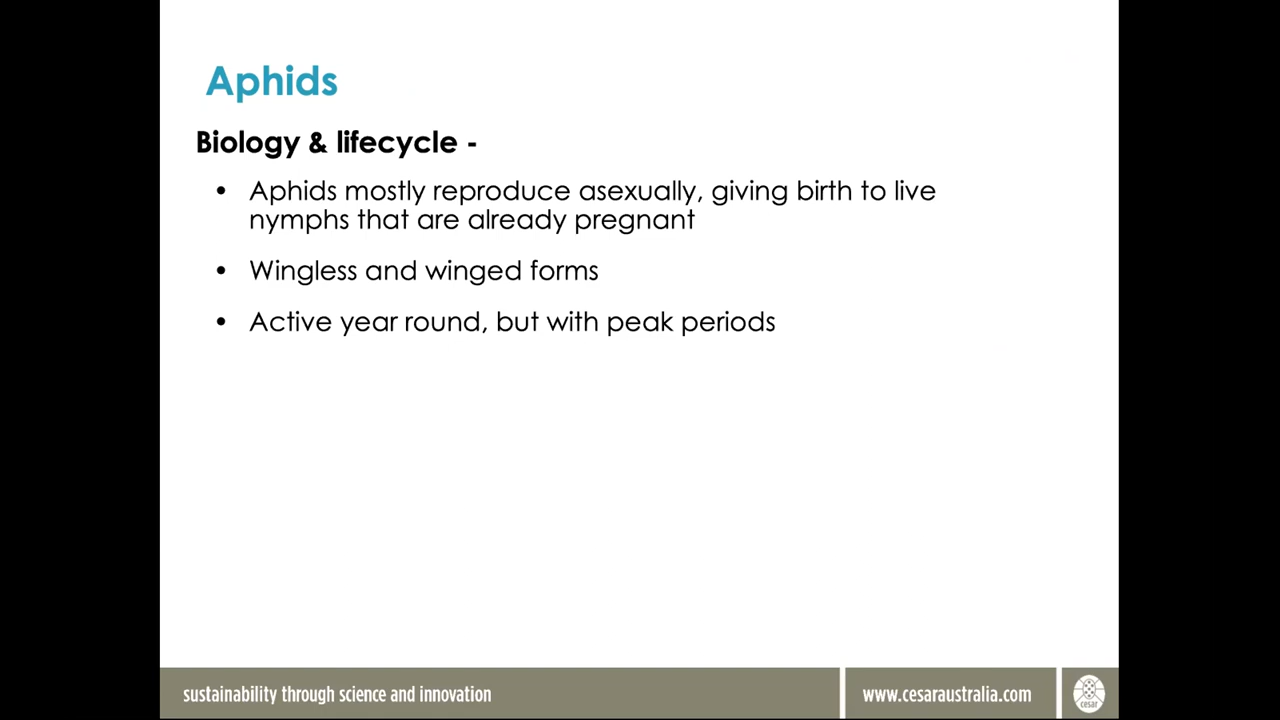 Aphids
Biology & lifecycle -
• Aphids mostly reproduce asexually, giving birth to live
nymphs that are already pregnant
• Wingless and winged forms
• Active year round, but with peak periods
sustainability through science and innovation
www.cesaraustralia.com
cesar